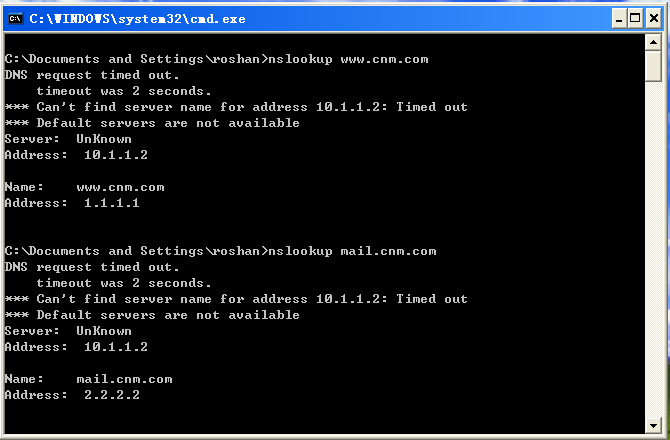 C:\WINDOWS\system32\cmd.exe
C:\Documents and Settings\roshan>nslookup www.cnm.com
DNS request timed out.
    timeout was 2 seconds.
*** Can't find server name for address 10.1.1.2: Timed out
*** Default servers are not available
Server:  UnKnown
Address:  10.1.1.2
Name:    www.cnm.com
Address:  1.1.1.1
C:\Documents and Settings\roshan>nslookup mail.cnm.com
DNS request timed out.
    timeout was 2 seconds.
*** Can't find server name for address 10.1.1.2: Timed out
*** Default servers are not available
Server:  UnKnown
Address:  10.1.1.2
Name:    mail.cnm.com
Address:  2.2.2.2